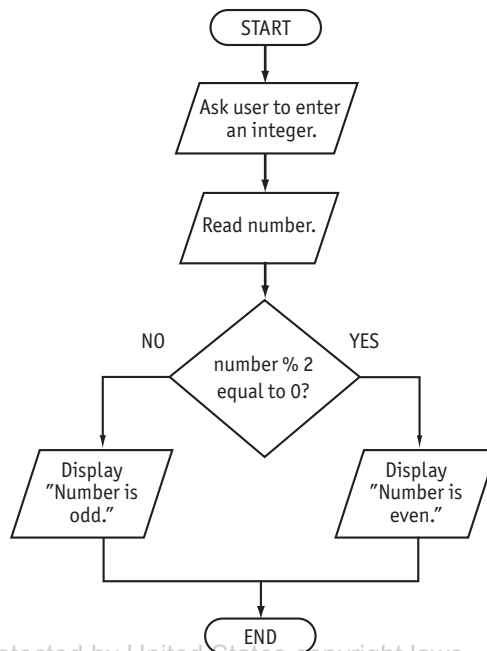 START
Ask user to enter
an integer.
Read number.
NO
YES
number % 2
equal to 0?
Display
"Number is
odd."
Display
"Number is
even."
END